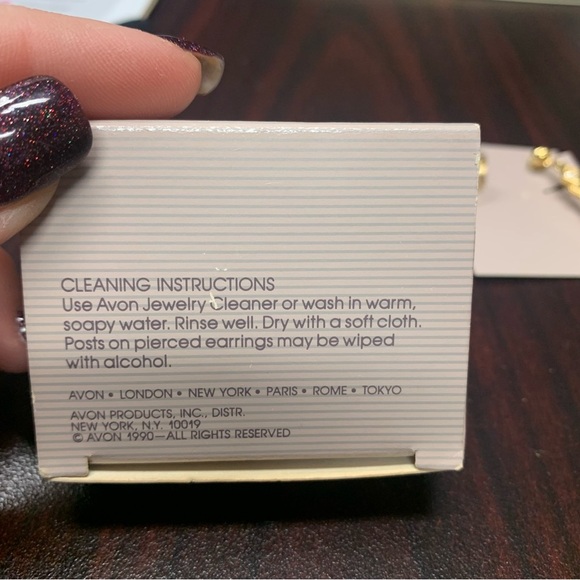 CLEANING INSTRUCTIONS
Use Avon Jewelry Cleaner or wash in warm,
soapy water. Rinse well. Dry with a soft cloth.
Posts on pierced earrings may be wiped
with alcohol.
AVON • LONDON • NEW YORK • PARIS • ROME • TOKYO
AVON PRODUCTS, INC., DISTR.
NEW YORK, N.Y. 10019
© AVON 1990—ALL RIGHTS RESERVED